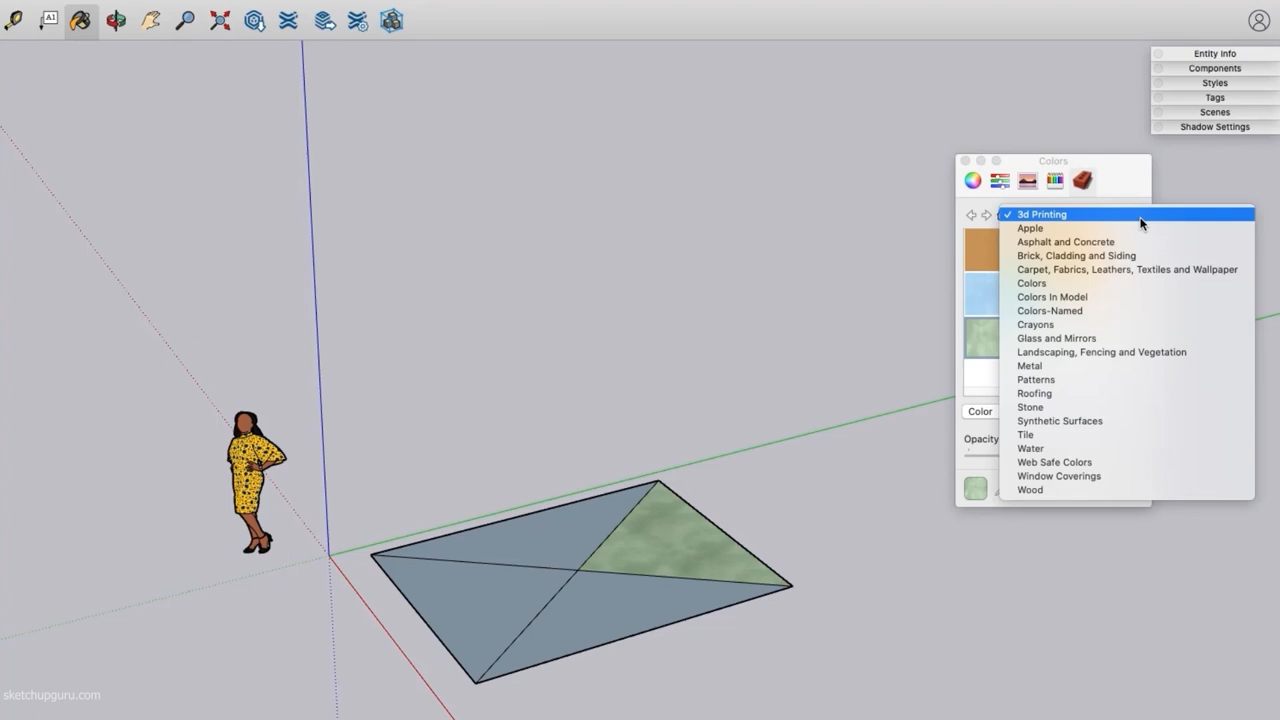 A1
Entity Info
Components
Styles
Tags
Scenes
Shadow Settings
Colors
3d Printing
Apple
Asphalt and Concrete
Brick, Cladding and Siding
Carpet, Fabrics, Leathers, Textiles and Wallpaper
Colors
Colors In Model
Colors-Named
Crayons
Glass and Mirrors
Landscaping, Fencing and Vegetation
Metal
Patterns
Roofing
Stone
Synthetic Surfaces
Tile
Water
Web Safe Colors
Window Coverings
Wood
Color
Opacity
sketchupguru.com